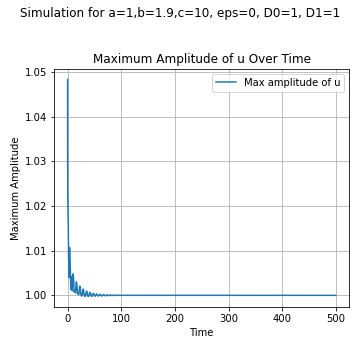 Simulation for a=1,b=1.9,c=10, eps=0, D0=1, D1=1
Maximum Amplitude of u Over Time
Max amplitude of u
Maximum Amplitude
1.05
1.04
1.03
1.02
1.01
1.00
0 100 200 300 400 500
Time